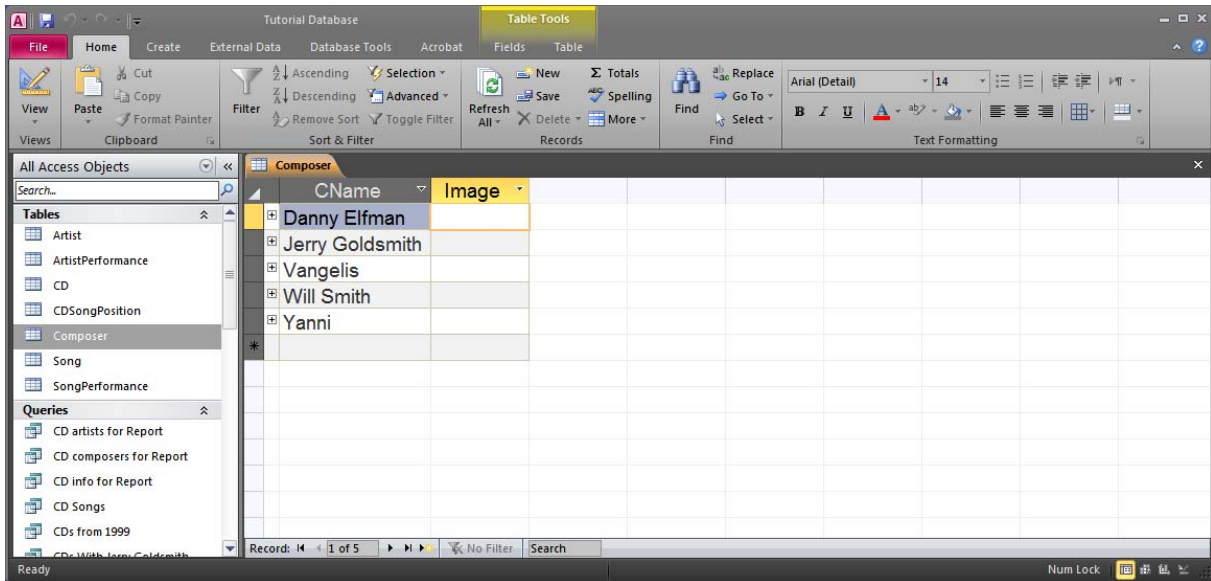 A
Tutorial Database
Table Tools
File
Home
Create
External Data
Database Tools
Acrobat
Fields
Table
View
Views
Paste
Cut
Copy
Format Painter
Clipboard
Filter
Ascending
Descending
Remove Sort
Selection
Advanced
Toggle Filter
Sort & Filter
Refresh All
New
Save
Delete
Totals
Spelling
More
Records
Find
Replace
Go To
Select
Find
Arial (Detail)
14
B I U A
Text Formatting
All Access Objects
Search...
Tables
Artist
ArtistPerformance
CD
CDSongPosition
Composer
Song
SongPerformance
Queries
CD artists for Report
CD composers for Report
CD info for Report
CD Songs
CDs from 1999
CDs With Jerry Goldsmith
Composer
CName Image
Danny Elfman
Jerry Goldsmith
Vangelis
Will Smith
Yanni
Record: 1 of 5 No Filter Search
Ready
Num Lock